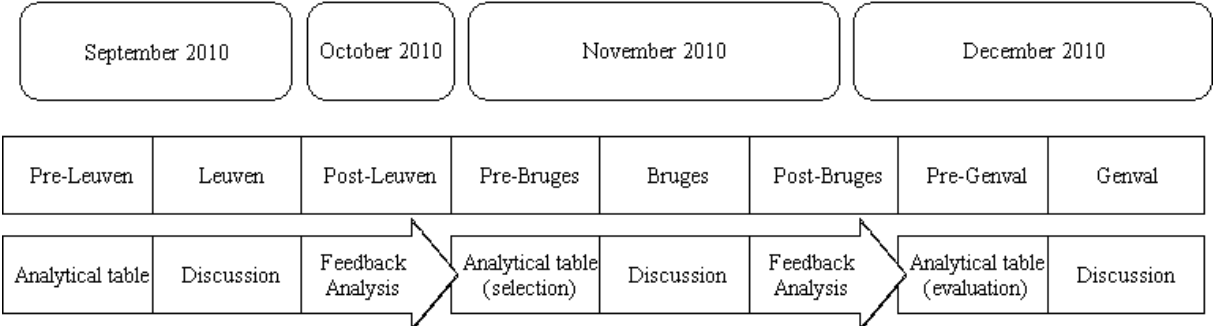 September 2010 October 2010 November 2010 December 2010
Pre-Leuven Leuven Post-Leuven Pre-Bruges Bruges Post-Bruges Pre-Genval Genval
Analytical table Discussion Feedback Analysis Analytical table (selection) Discussion Feedback Analysis Analytical table (evaluation) Discussion